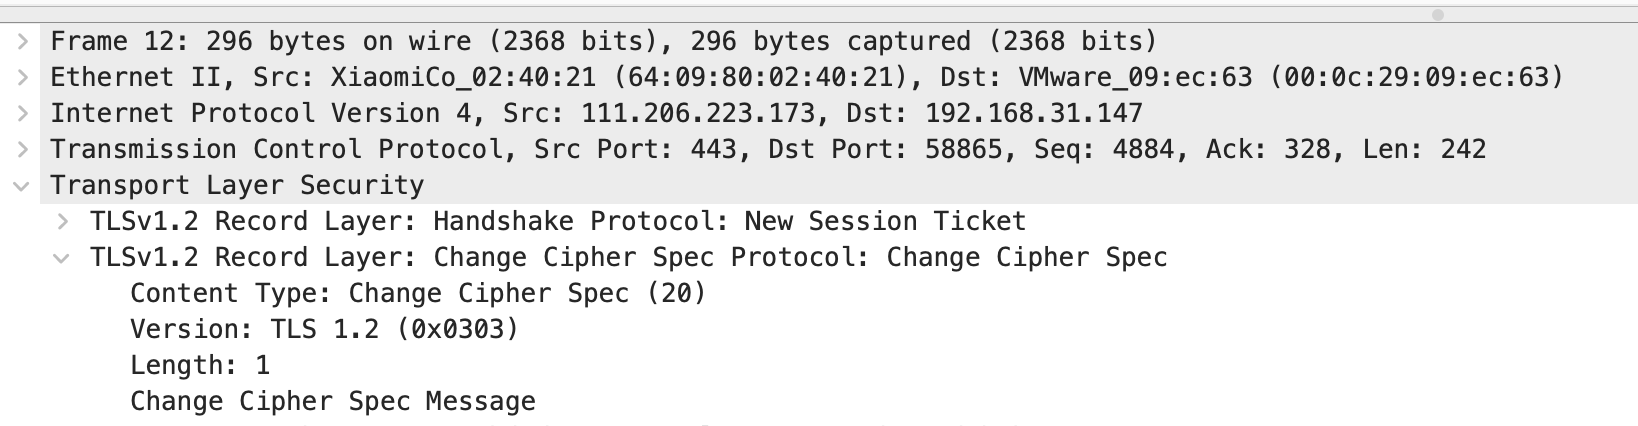 Frame 12: 296 bytes on wire (2368 bits), 296 bytes captured (2368 bits)
Ethernet II, Src: XiaomiCo_02:40:21 (64:09:80:02:40:21), Dst: VMware_09:ec:63 (00:0c:29:09:ec:63)
Internet Protocol Version 4, Src: 111.206.223.173, Dst: 192.168.31.147
Transmission Control Protocol, Src Port: 443, Dst Port: 58865, Seq: 4884, Ack: 328, Len: 242
Transport Layer Security
TLSv1.2 Record Layer: Handshake Protocol: New Session Ticket
TLSv1.2 Record Layer: Change Cipher Spec Protocol: Change Cipher Spec
Content Type: Change Cipher Spec (20)
Version: TLS 1.2 (0x0303)
Length: 1
Change Cipher Spec Message